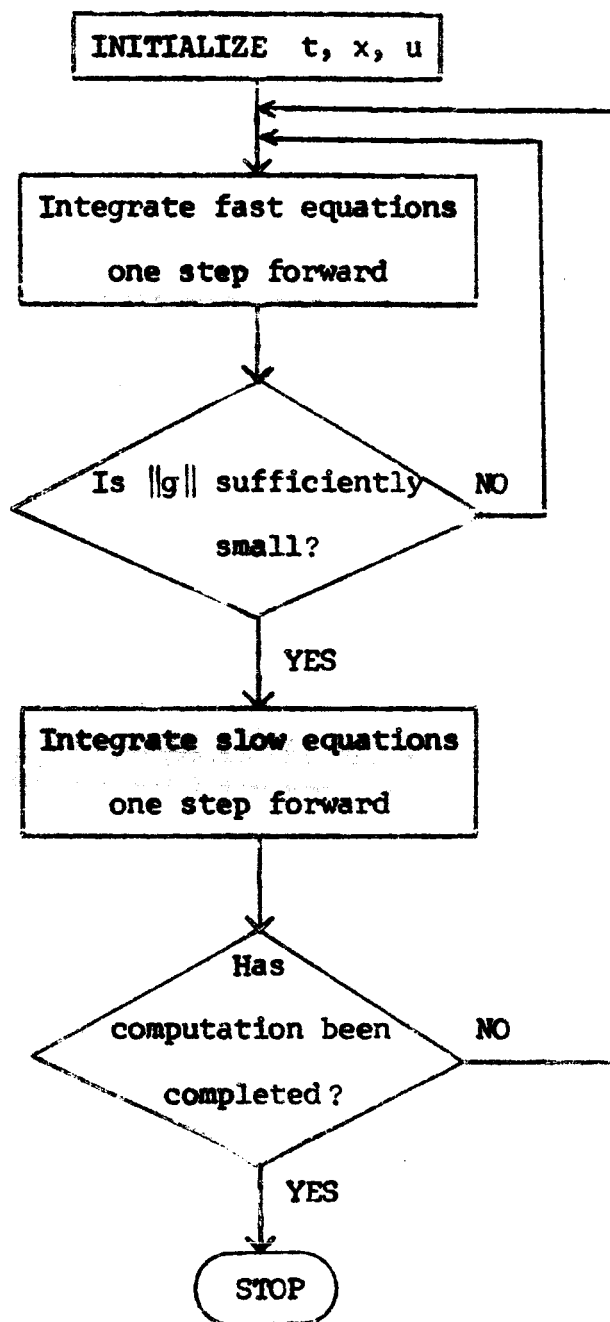 INITIALIZE t, x, u
Integrate fast equations
one step forward
Is ‖g‖ sufficiently
small?
NO
YES
Integrate slow equations
one step forward
Has
computation been
completed?
NO
YES
STOP